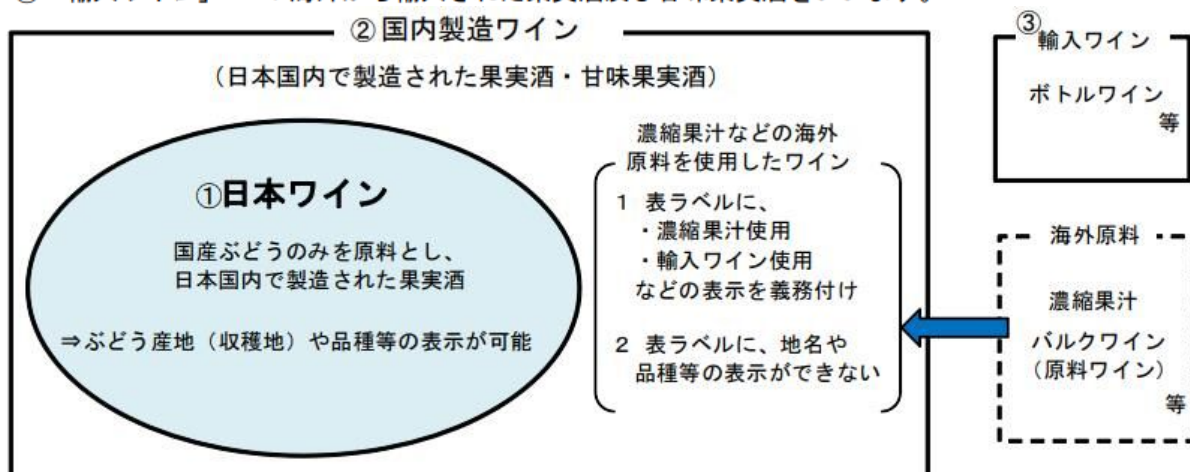 ②国内製造ワイン
（日本国内で製造された果実酒・甘味果実酒）
①日本ワイン
国産ぶどうのみを原料とし、
日本国内で製造された果実酒
⇒ぶどう産地（収穫地）や品種等の表示が可能
濃縮果汁などの海外
原料を使用したワイン
1 表ラベルに、
・濃縮果汁使用
・輸入ワイン使用
などの表示を義務付け
2 表ラベルに、地名や
品種等の表示ができない
③
輸入ワイン
ボトルワイン
等
海外原料
濃縮果汁
バルクワイン
（原料ワイン）
等